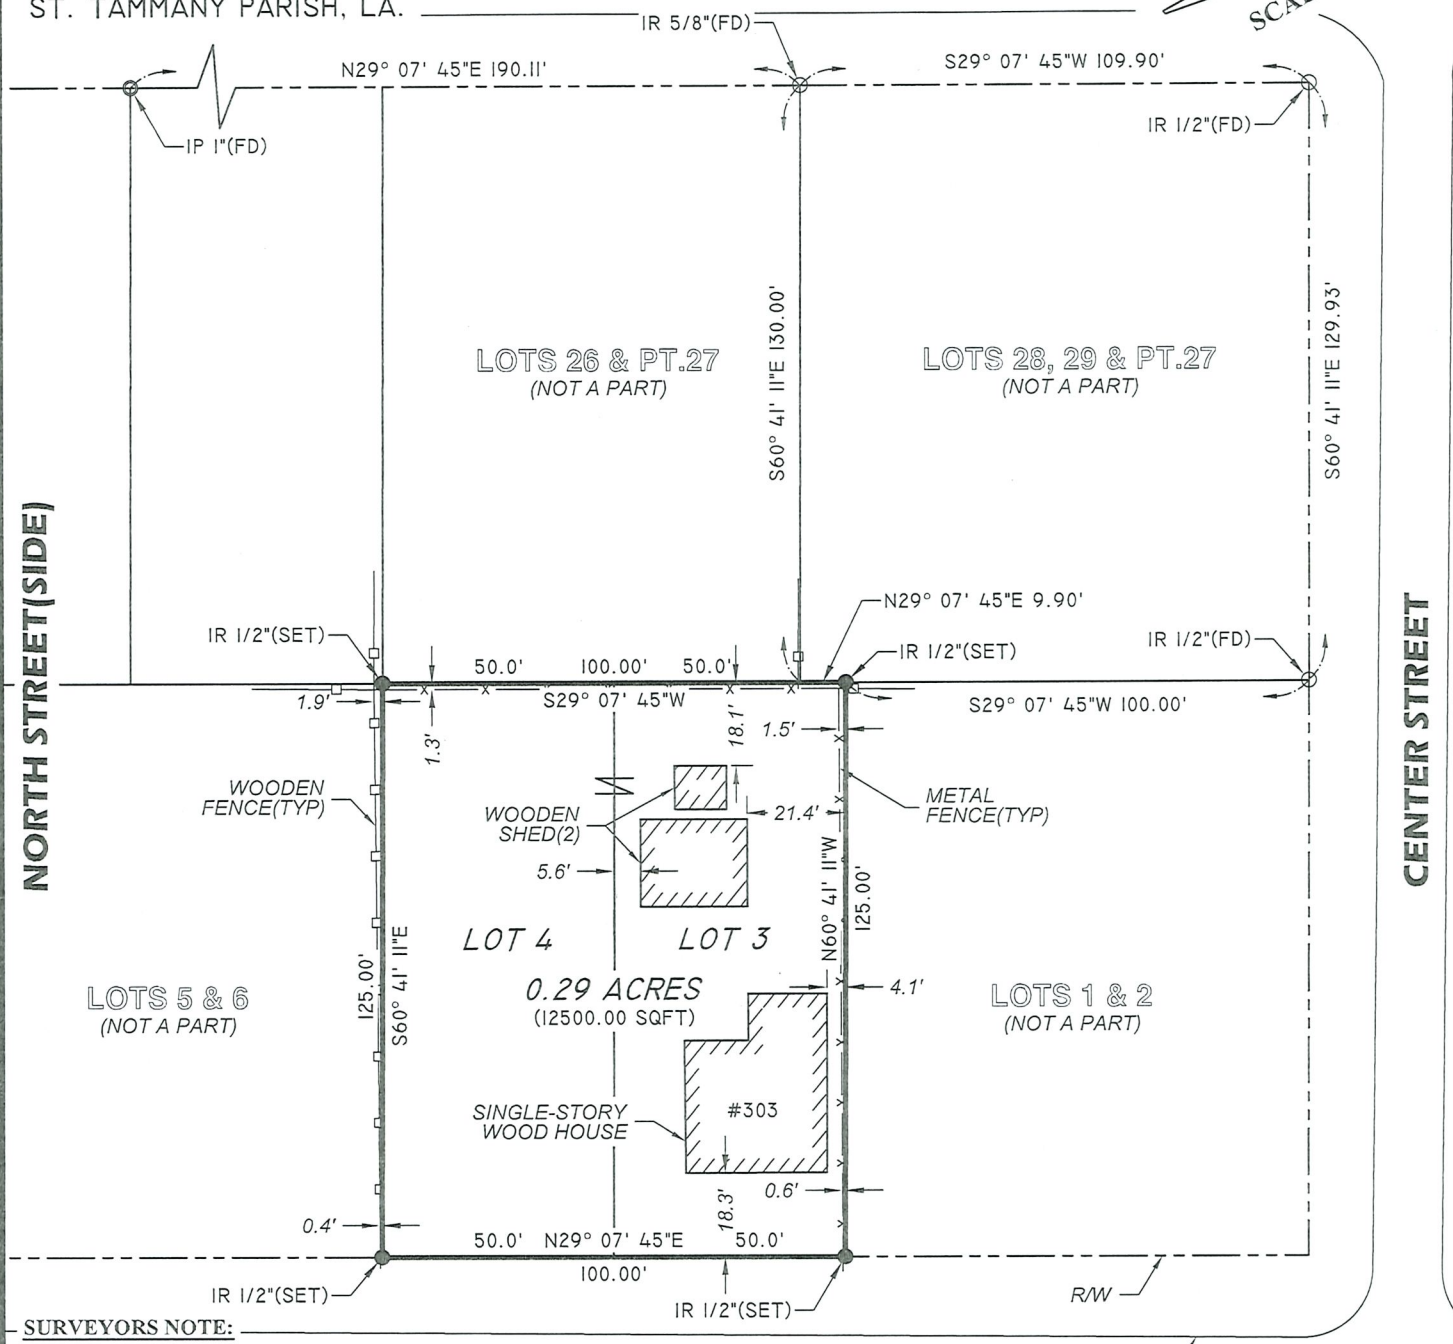 ST. TAMMANY PARISH, LA.
IR 5/8"(FD)
N29° 07' 45"E 190.11'
S29° 07' 45"W 109.90'
IP 1"(FD)
IR 1/2"(FD)
S60° 41' 11"E 130.00'
S60° 41' 11"E 129.93'
LOTS 26 & PT.27
(NOT A PART)
LOTS 28, 29 & PT.27
(NOT A PART)
NORTH STREET(SIDE)
CENTER STREET
N29° 07' 45"E 9.90'
IR 1/2"(SET)
IR 1/2"(SET)
IR 1/2"(FD)
50.0' 100.00' 50.0'
S29° 07' 45"W
S29° 07' 45"W 100.00'
1.9'
1.3'
18.1'
1.5'
WOODEN
FENCE(TYP)
WOODEN
SHED(2)
21.4'
METAL
FENCE(TYP)
5.6'
N60° 41' 11"W
125.00'
LOT 4
LOT 3
125.00'
S60° 41' 11"E
0.29 ACRES
(12500.00 SQFT)
4.1'
LOTS 5 & 6
(NOT A PART)
LOTS 1 & 2
(NOT A PART)
SINGLE-STORY
WOOD HOUSE
#303
18.3'
0.6'
0.4'
50.0' N29° 07' 45"E 50.0'
100.00'
IR 1/2"(SET)
IR 1/2"(SET)
R/W
SURVEYORS NOTE: